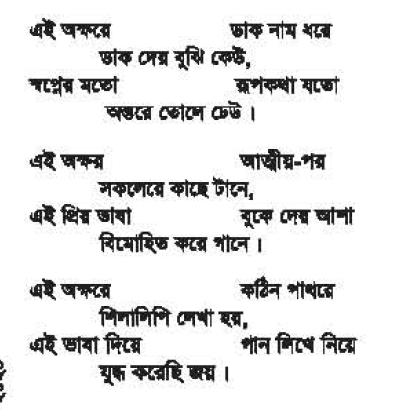 এই অক্ষরে ডাক নাম ধরে
ডাক দেয় বুঝি কেউ,
স্বপ্নের মতো রূপকথা যতো
অন্তরে তোলে ঢেউ ।
এই অক্ষর আত্মীয়-পর
সকলেরে কাছে টানে,
এই প্রিয় ভাষা বুকে দেয় আশা
বিমোহিত করে গানে ।
এই অক্ষরে কঠিন পাথরে
শিলালিপি লেখা হয়,
এই ভাষা দিয়ে গান লিখে নিয়ে
যুদ্ধ করেছি জয় ।